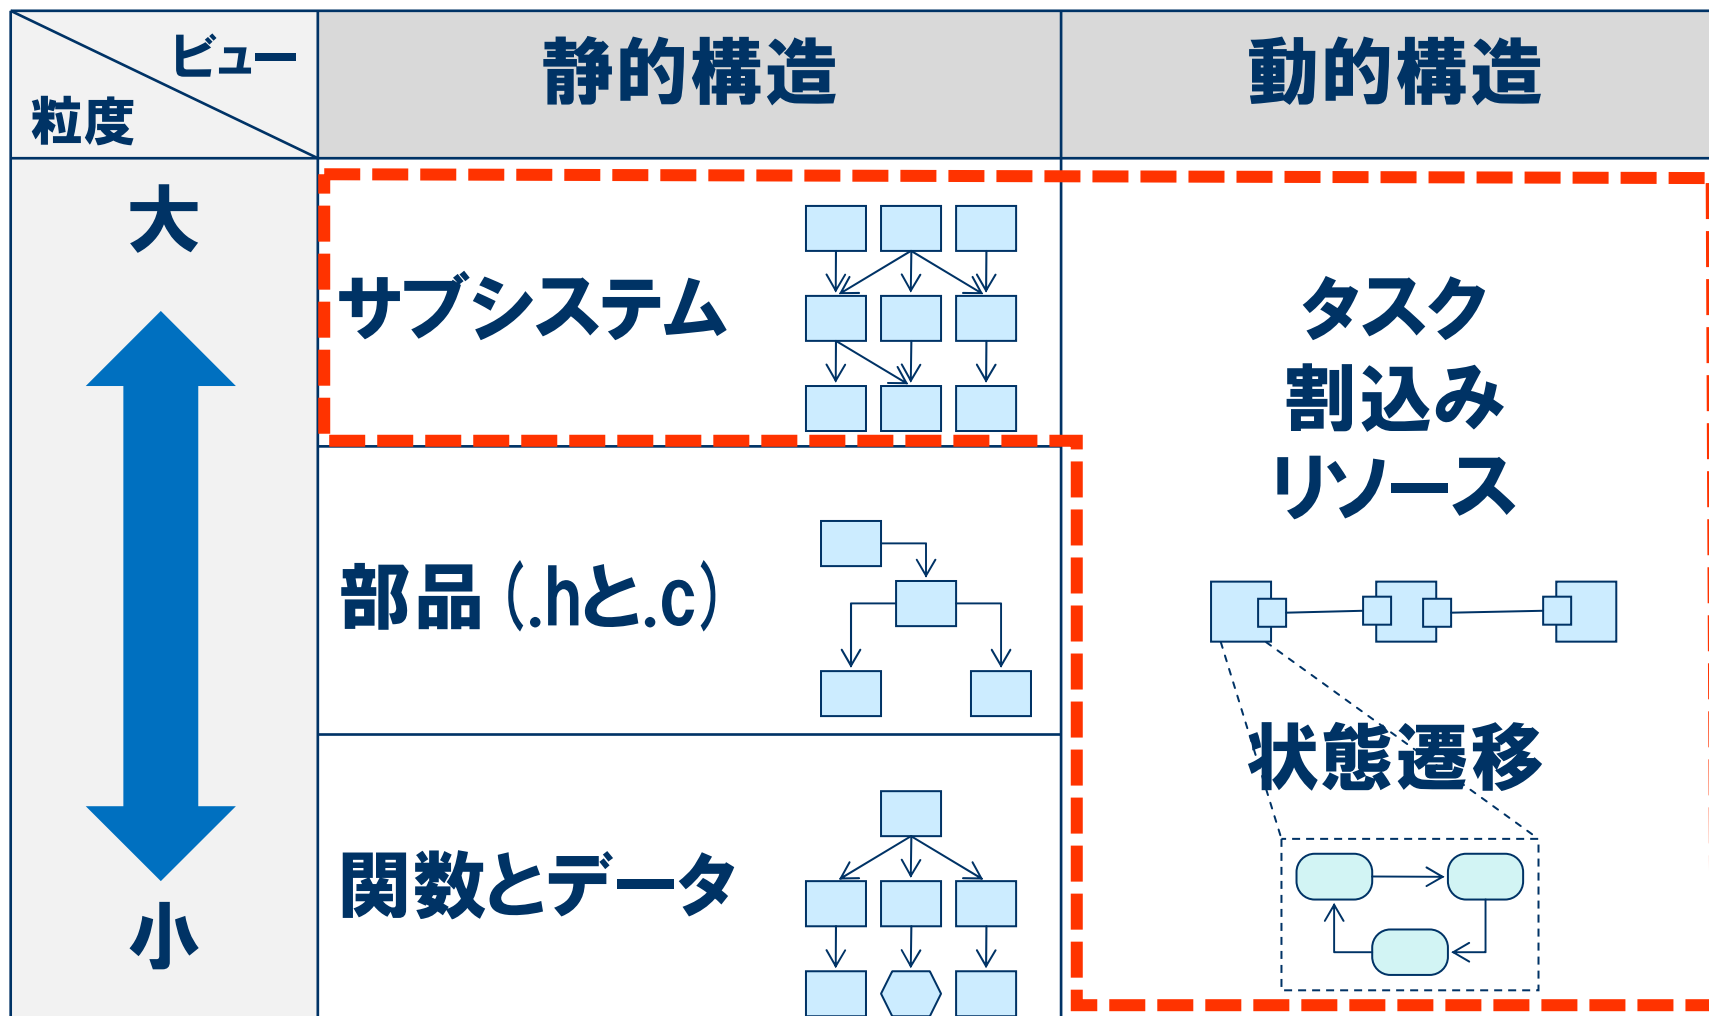 ビュー
粒度
静的構造
動的構造
大
サブシステム
タスク
割込み
リソース
部品(.hと.c)
状態遷移
関数とデータ
小